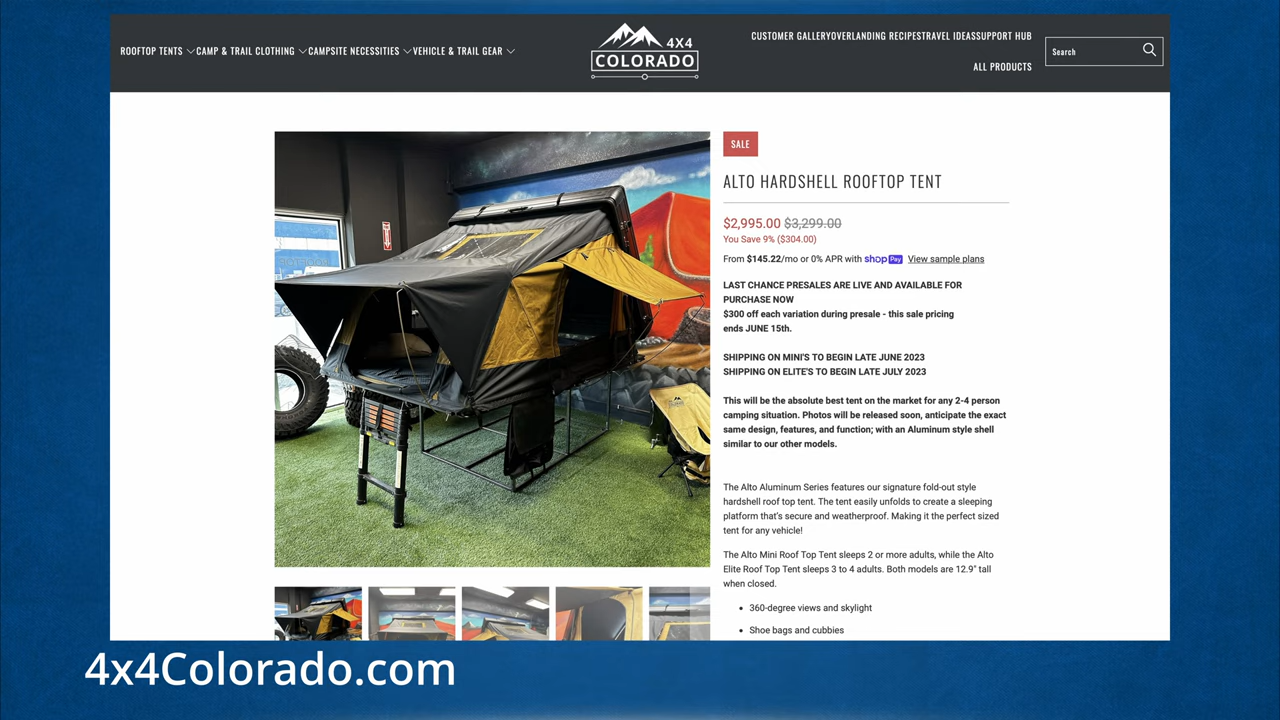 ROOFTOP TENTS CAMP & TRAIL CLOTHING CAMPSITE NECESSITIES VEHICLE & TRAIL GEAR
4X4
COLORADO
CUSTOMER GALLERYOVERLANDING RECIPESTRAVEL IDEASSUPPORT HUB
ALL PRODUCTS
Search
SALE
ALTO HARDSHELL ROOFTOP TENT
$2,995.00 $3,299.00
You Save 9% ($304.00)
From $145.22/mo or 0% APR with shop Pay View sample plans
LAST CHANCE PRESALES ARE LIVE AND AVAILABLE FOR
PURCHASE NOW
$300 off each variation during presale - this sale pricing
ends JUNE 15th.
SHIPPING ON MINI'S TO BEGIN LATE JUNE 2023
SHIPPING ON ELITE'S TO BEGIN LATE JULY 2023
This will be the absolute best tent on the market for any 2-4 person
camping situation. Photos will be released soon, anticipate the exact
same design, features, and function; with an Aluminum style shell
similar to our other models.
The Alto Aluminum Series features our signature fold-out style
hardshell roof top tent. The tent easily unfolds to create a sleeping
platform that's secure and weatherproof. Making it the perfect sized
tent for any vehicle!
The Alto Mini Roof Top Tent sleeps 2 or more adults, while the Alto
Elite Roof Top Tent sleeps 3 to 4 adults. Both models are 12.9" tall
when closed.
• 360-degree views and skylight
• Shoe bags and cubbies
4x4Colorado.com